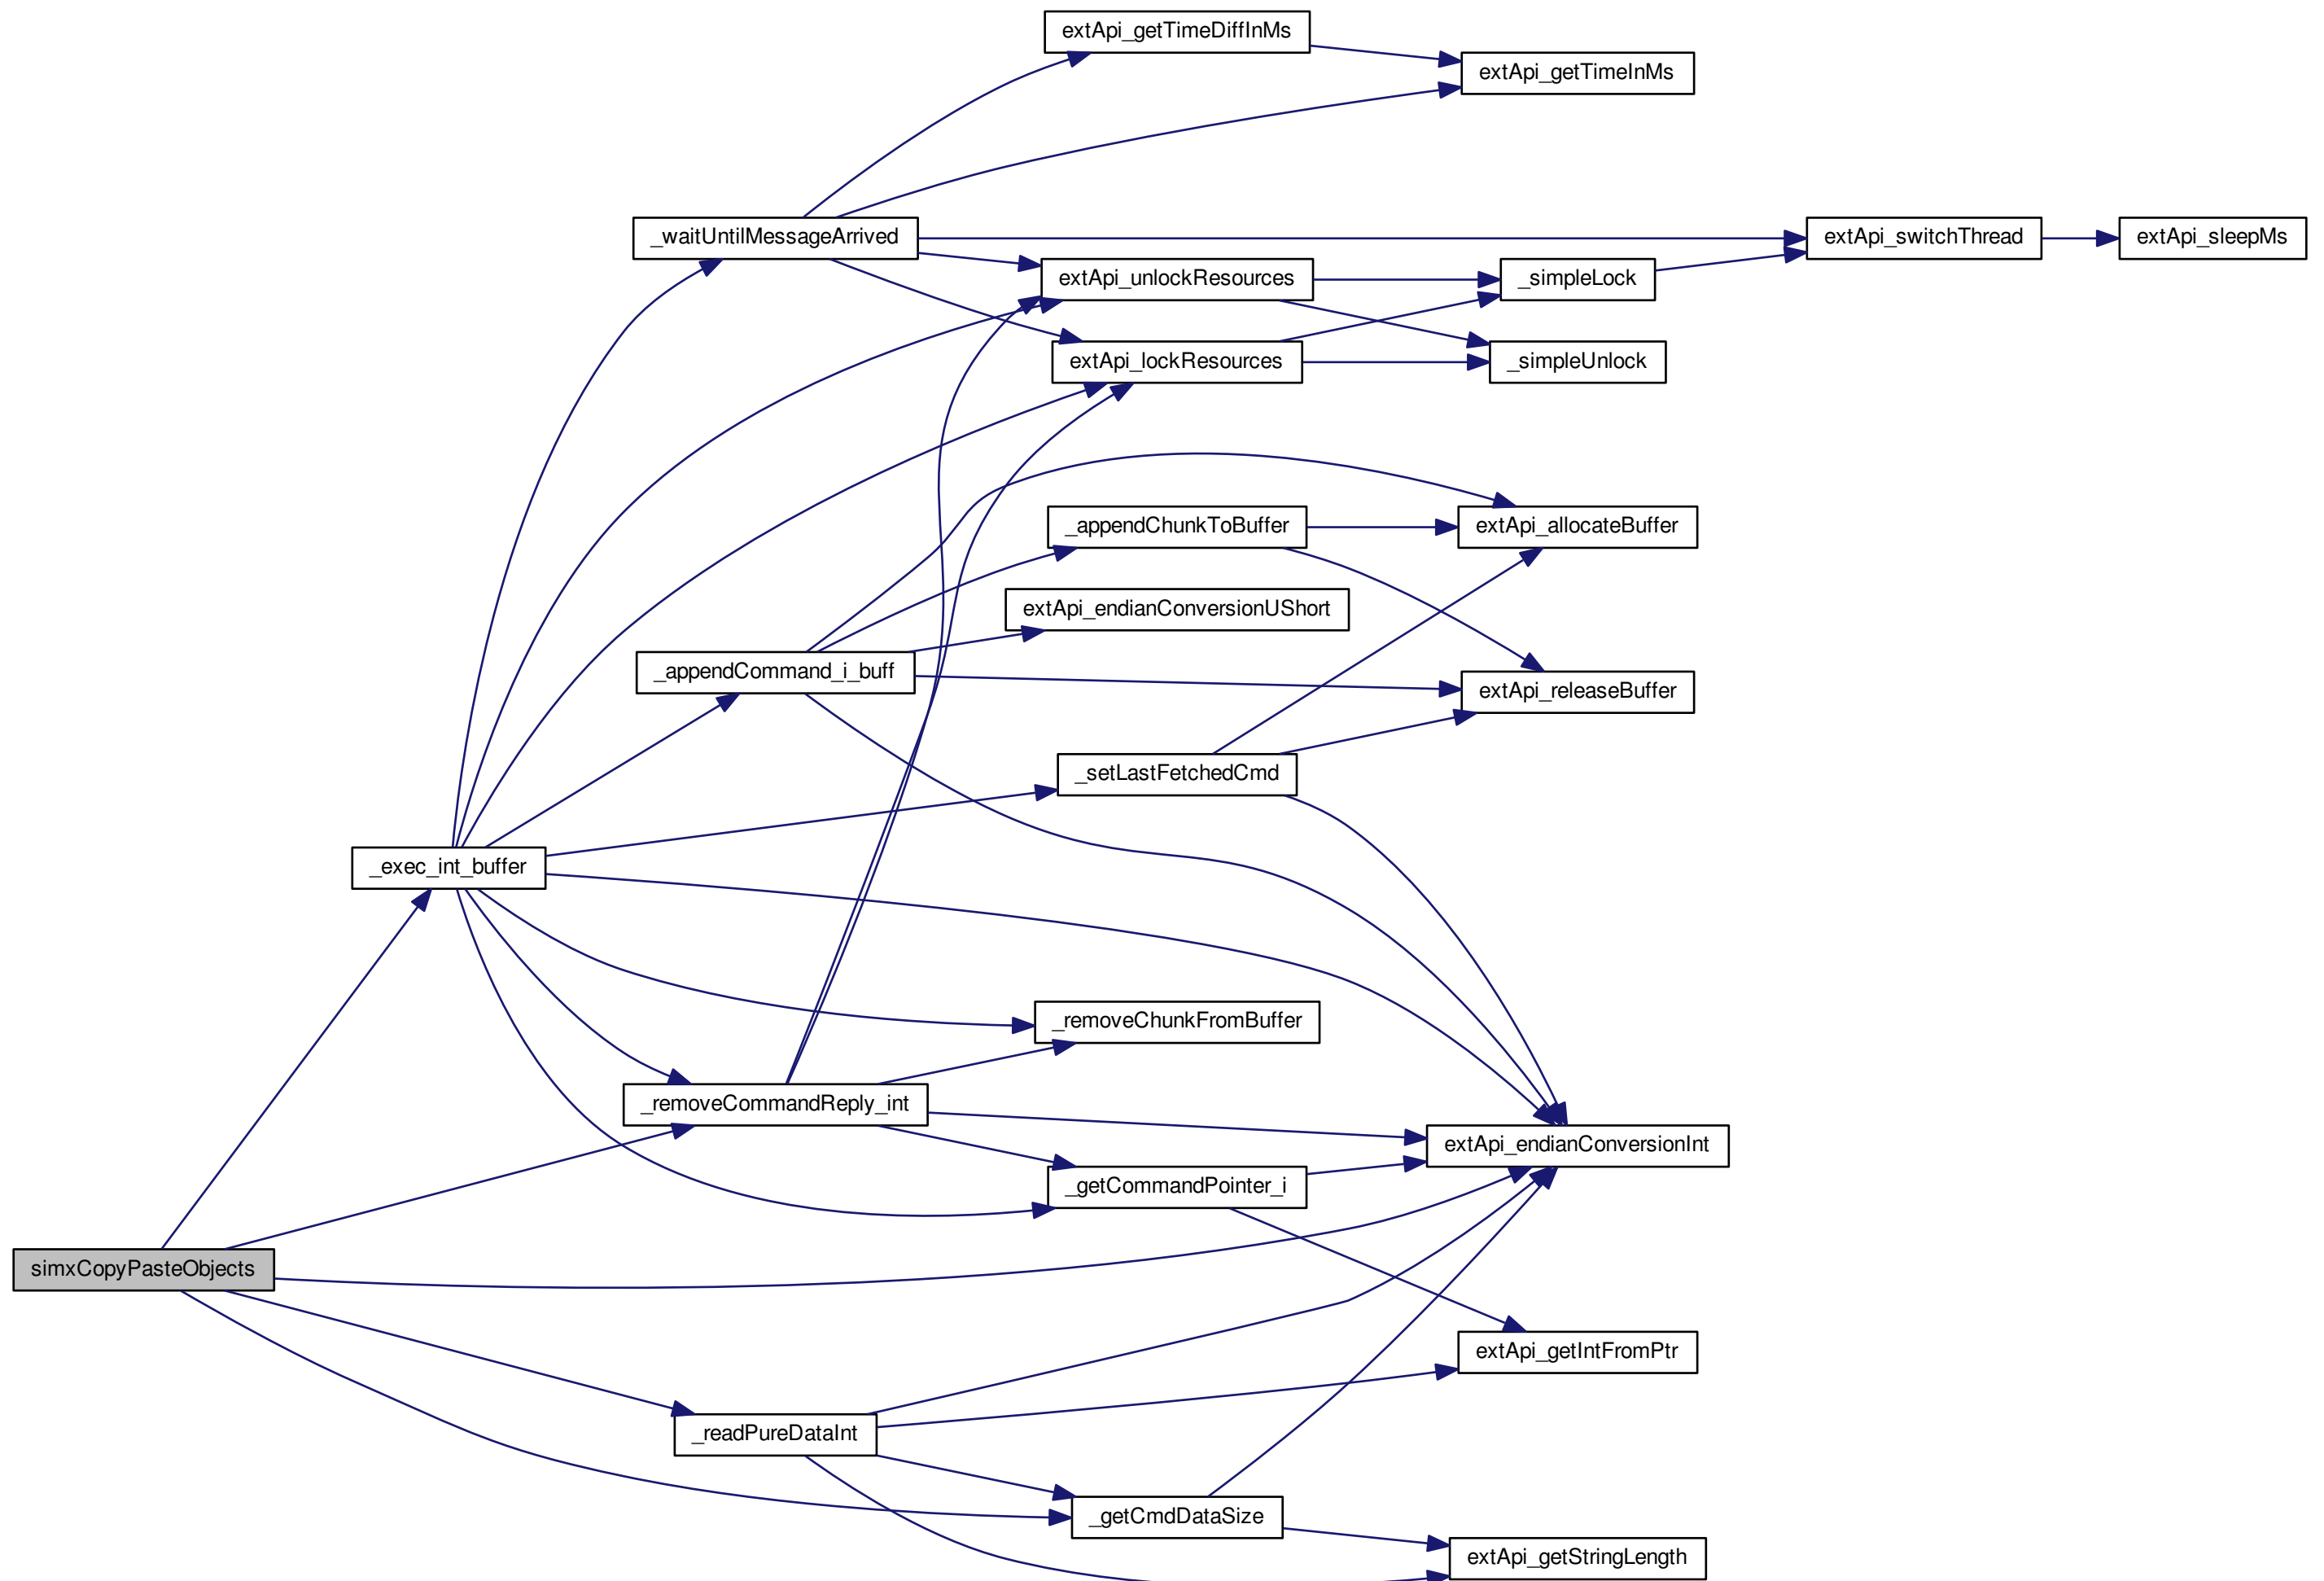 extApi_getTimeDiffInMs
extApi_getTimeInMs
_waitUntilMessageArrived
extApi_switchThread
extApi_sleepMs
extApi_unlockResources
_simpleLock
extApi_lockResources
_simpleUnlock
_appendChunkToBuffer
extApi_allocateBuffer
extApi_endianConversionUShort
_appendCommand_i_buff
extApi_releaseBuffer
_setLastFetchedCmd
_exec_int_buffer
_removeChunkFromBuffer
_removeCommandReply_int
extApi_endianConversionInt
_getCommandPointer_i
simxCopyPasteObjects
extApi_getIntFromPtr
_readPureDataInt
_getCmdDataSize
extApi_getStringLength